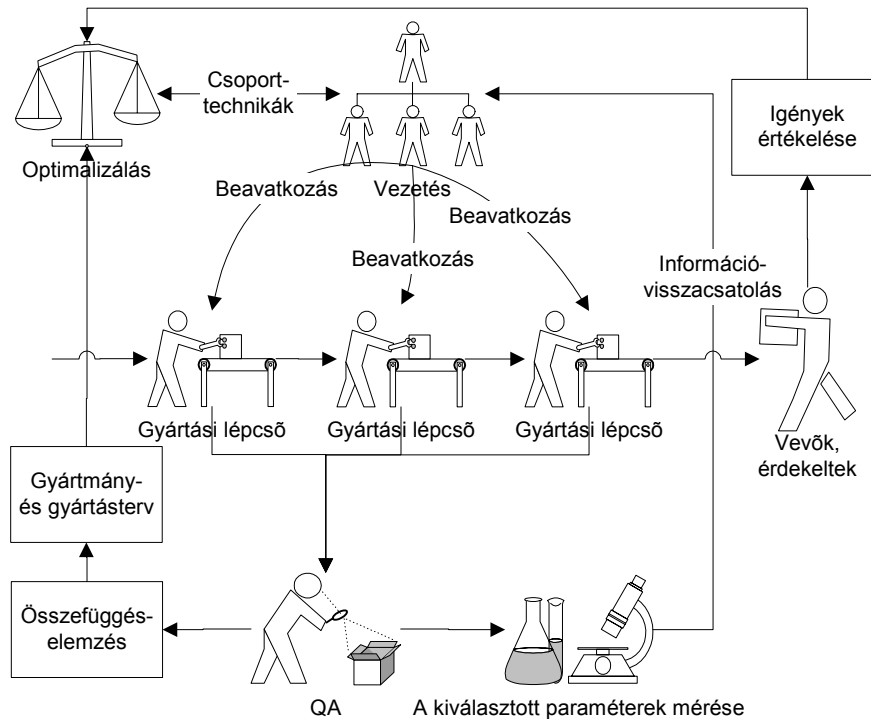 Csoport-
technikák
Igények
értékelése
Optimalizálás
Beavatkozás
Vezetés
Beavatkozás
Beavatkozás
Információ-
visszacsatolás
Gyártási lépcsõ
Gyártási lépcsõ
Gyártási lépcsõ
Vevõk,
érdekeltek
Gyártmány-
és gyártásterv
Összefüggés-
elemzés
QA
A kiválasztott paraméterek mérése